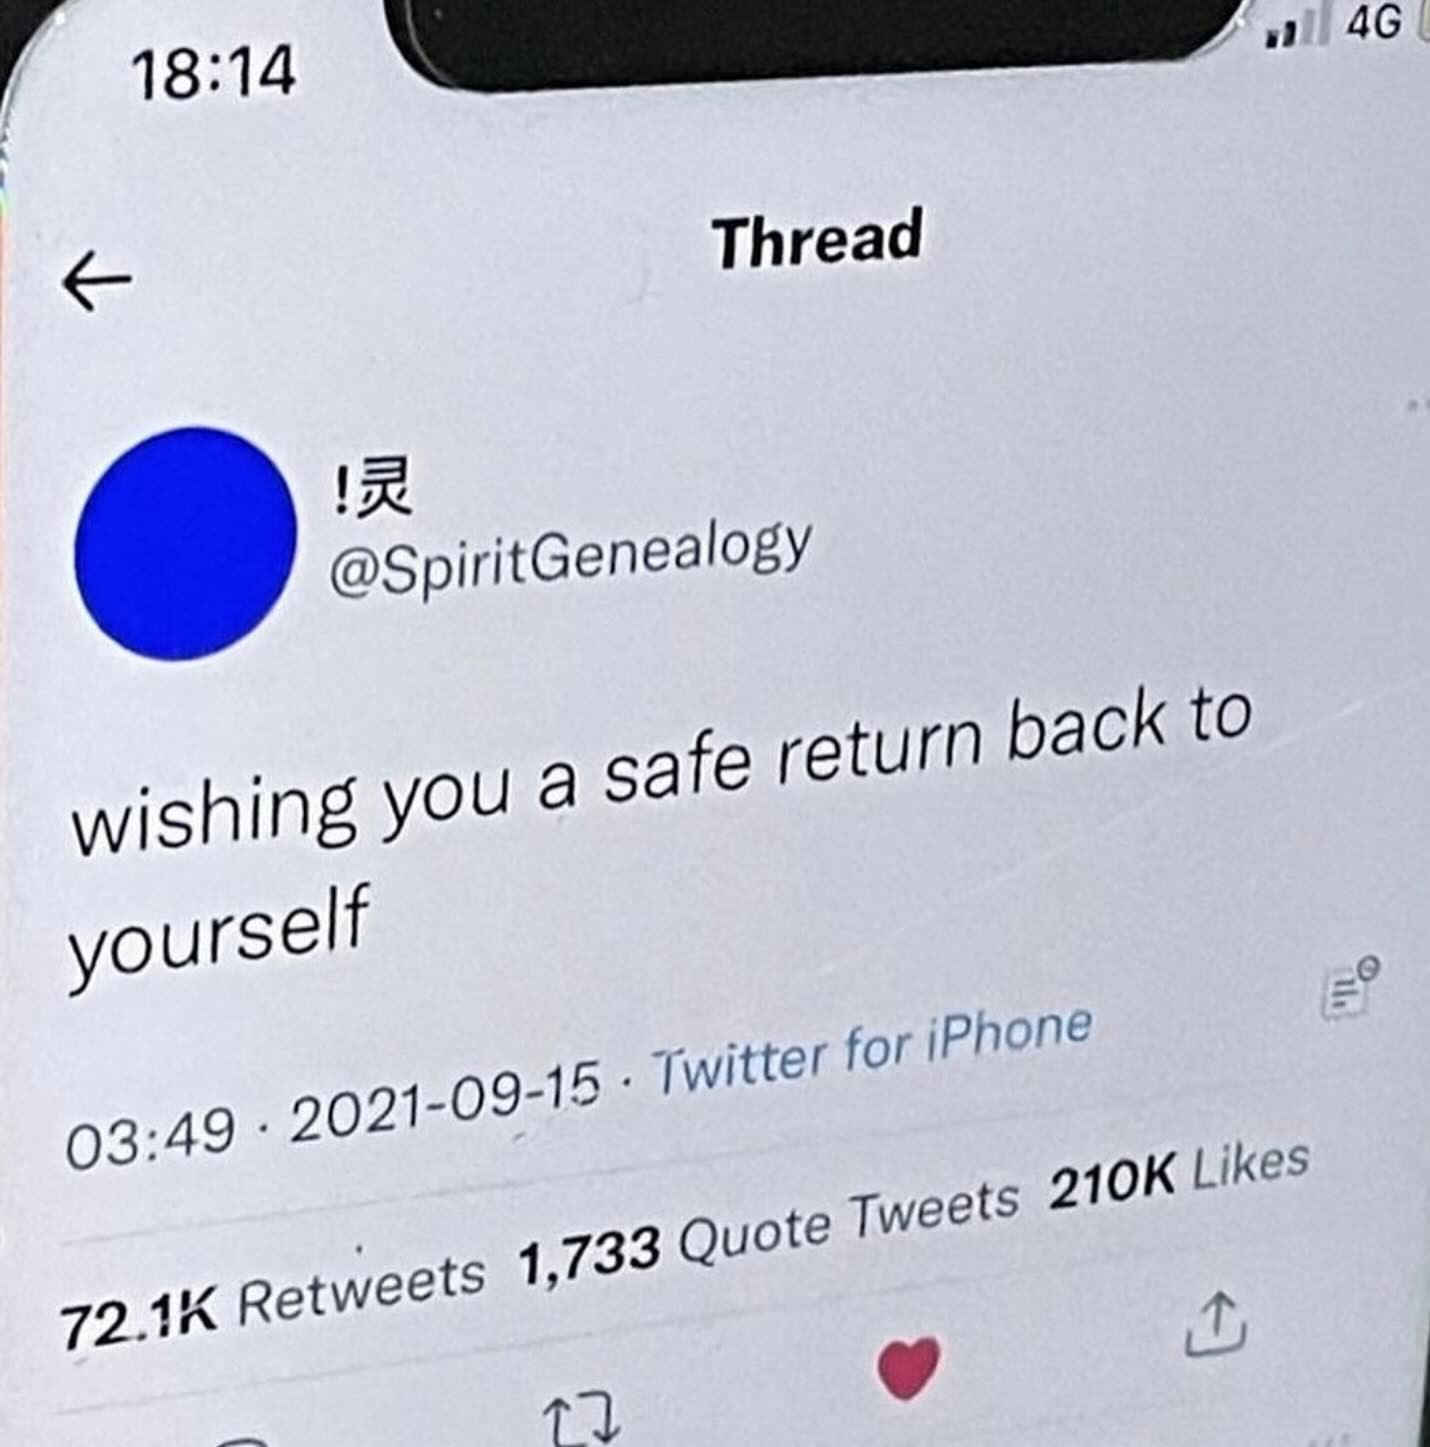 18:14
4G
Thread
!灵
@SpiritGenealogy
wishing you a safe return back to
yourself
03:49 · 2021-09-15 · Twitter for iPhone
72.1K Retweets 1,733 Quote Tweets 210K Likes